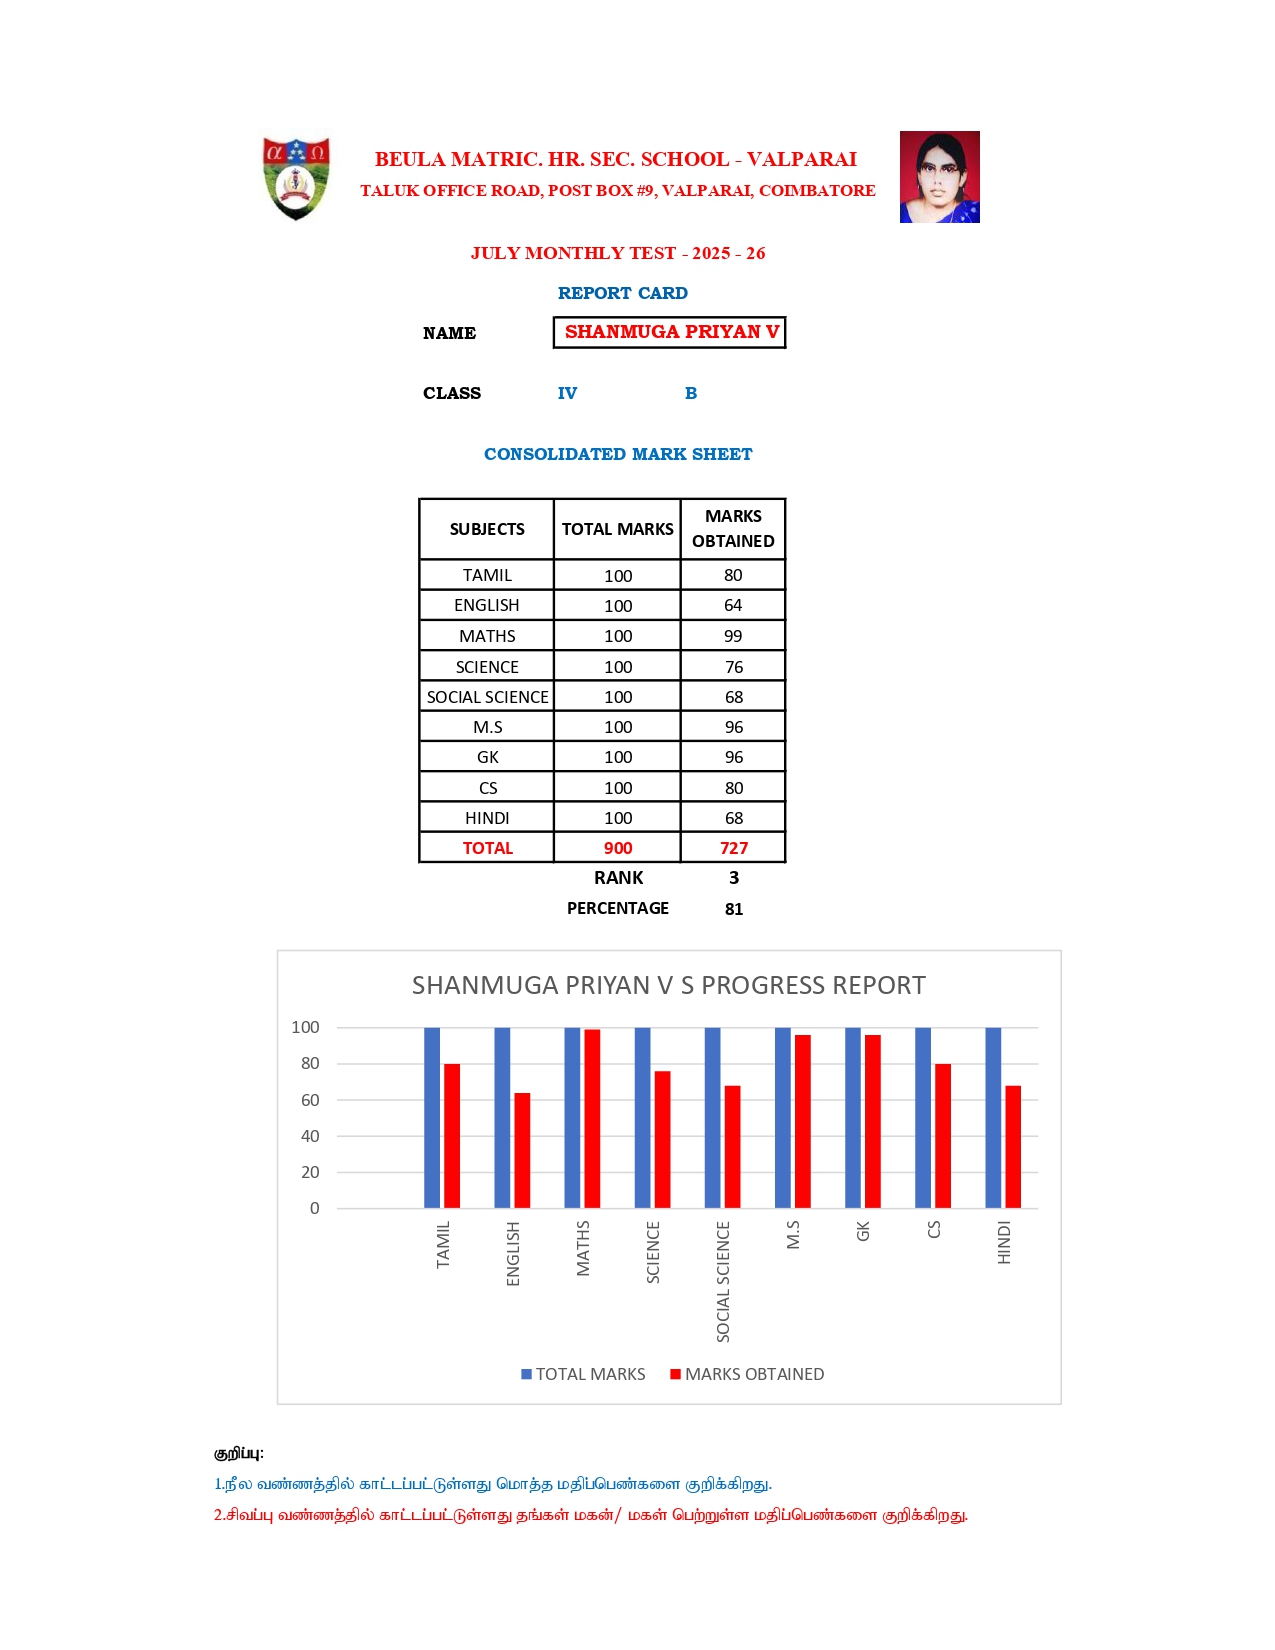 α Ω
BEULA MATRIC. HR. SEC. SCHOOL - VALPARAI
TALUK OFFICE ROAD, POST BOX #9, VALPARAI, COIMBATORE
JULY MONTHLY TEST - 2025 - 26
REPORT CARD
NAME SHANMUGA PRIYAN V
CLASS IV B
CONSOLIDATED MARK SHEET
SUBJECTS TOTAL MARKS MARKS OBTAINED
TAMIL 100 80
ENGLISH 100 64
MATHS 100 99
SCIENCE 100 76
SOCIAL SCIENCE 100 68
M.S 100 96
GK 100 96
CS 100 80
HINDI 100 68
TOTAL 900 727
RANK 3
PERCENTAGE 81
SHANMUGA PRIYAN V S PROGRESS REPORT
100
80
60
40
20
0
TAMIL
ENGLISH
MATHS
SCIENCE
SOCIAL SCIENCE
M.S
GK
CS
HINDI
TOTAL MARKS MARKS OBTAINED
குறிப்பு:
1.நீல வண்ணத்தில் காட்டப்பட்டுள்ளது மொத்த மதிப்பெண்களை குறிக்கிறது.
2.சிவப்பு வண்ணத்தில் காட்டப்பட்டுள்ளது தங்கள் மகன்/ மகள் பெற்றுள்ள மதிப்பெண்களை குறிக்கிறது.